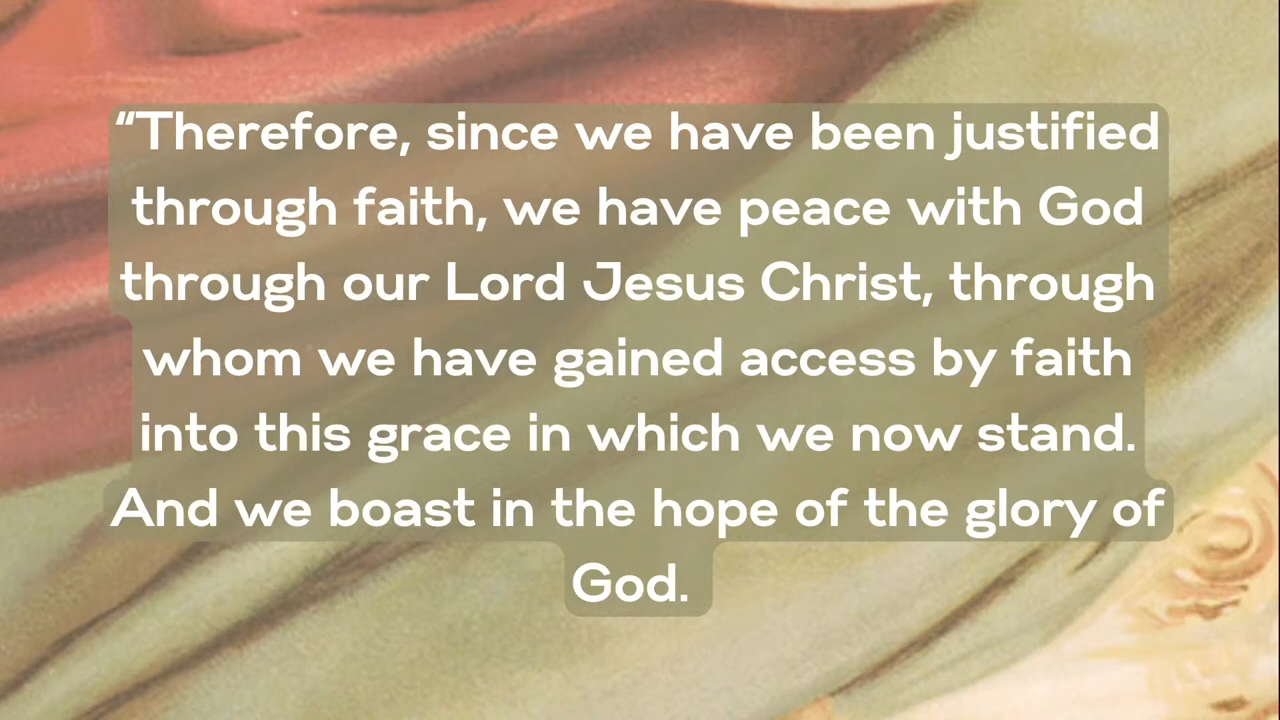 “Therefore, since we have been justified
through faith, we have peace with God
through our Lord Jesus Christ, through
whom we have gained access by faith
into this grace in which we now stand.
And we boast in the hope of the glory of
God.